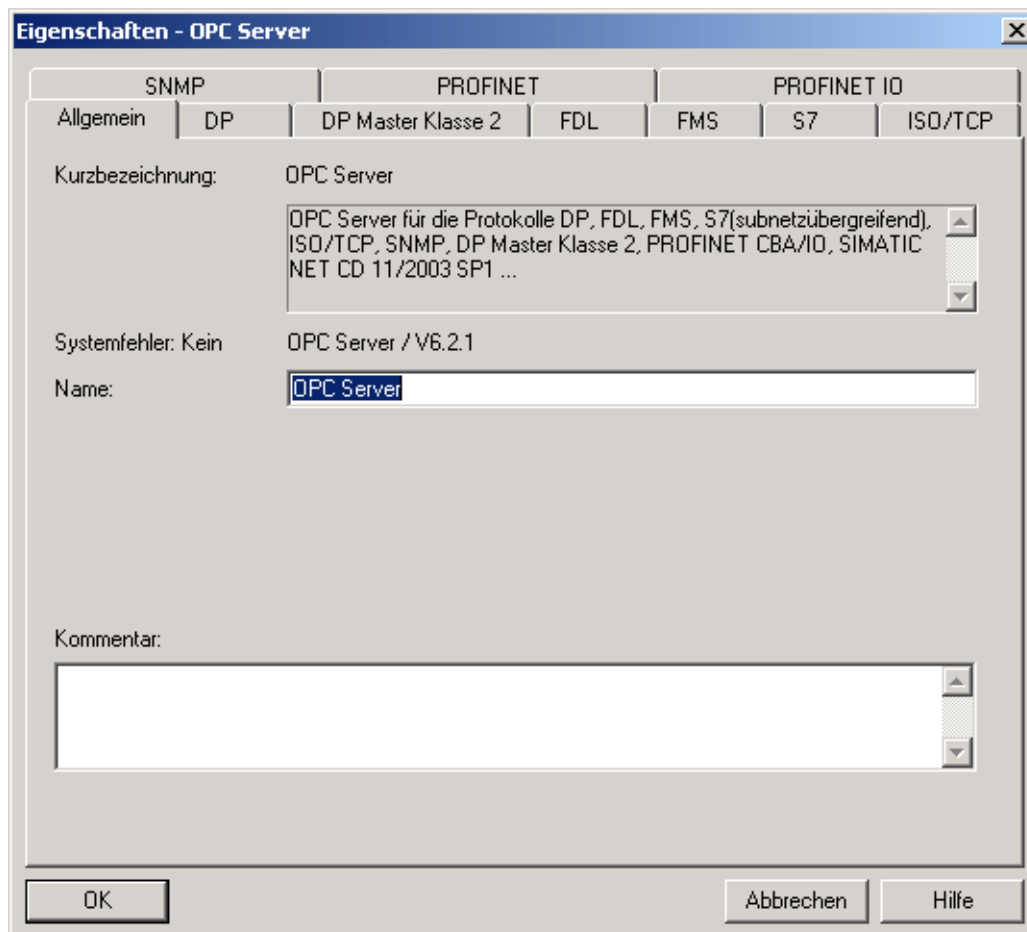 Eigenschaften - OPC Server
SNMP PROFINET PROFINET IO
Allgemein DP DP Master Klasse 2 FDL FMS S7 ISO/TCP
Kurzbezeichnung: OPC Server
OPC Server für die Protokolle DP, FDL, FMS, S7(subnetzübergreifend),
ISO/TCP, SNMP, DP Master Klasse 2, PROFINET CBA/IO, SIMATIC
NET CD 11/2003 SP1 ...
Systemfehler: Kein OPC Server / V6.2.1
Name: OPC Server
Kommentar:
OK Abbrechen Hilfe